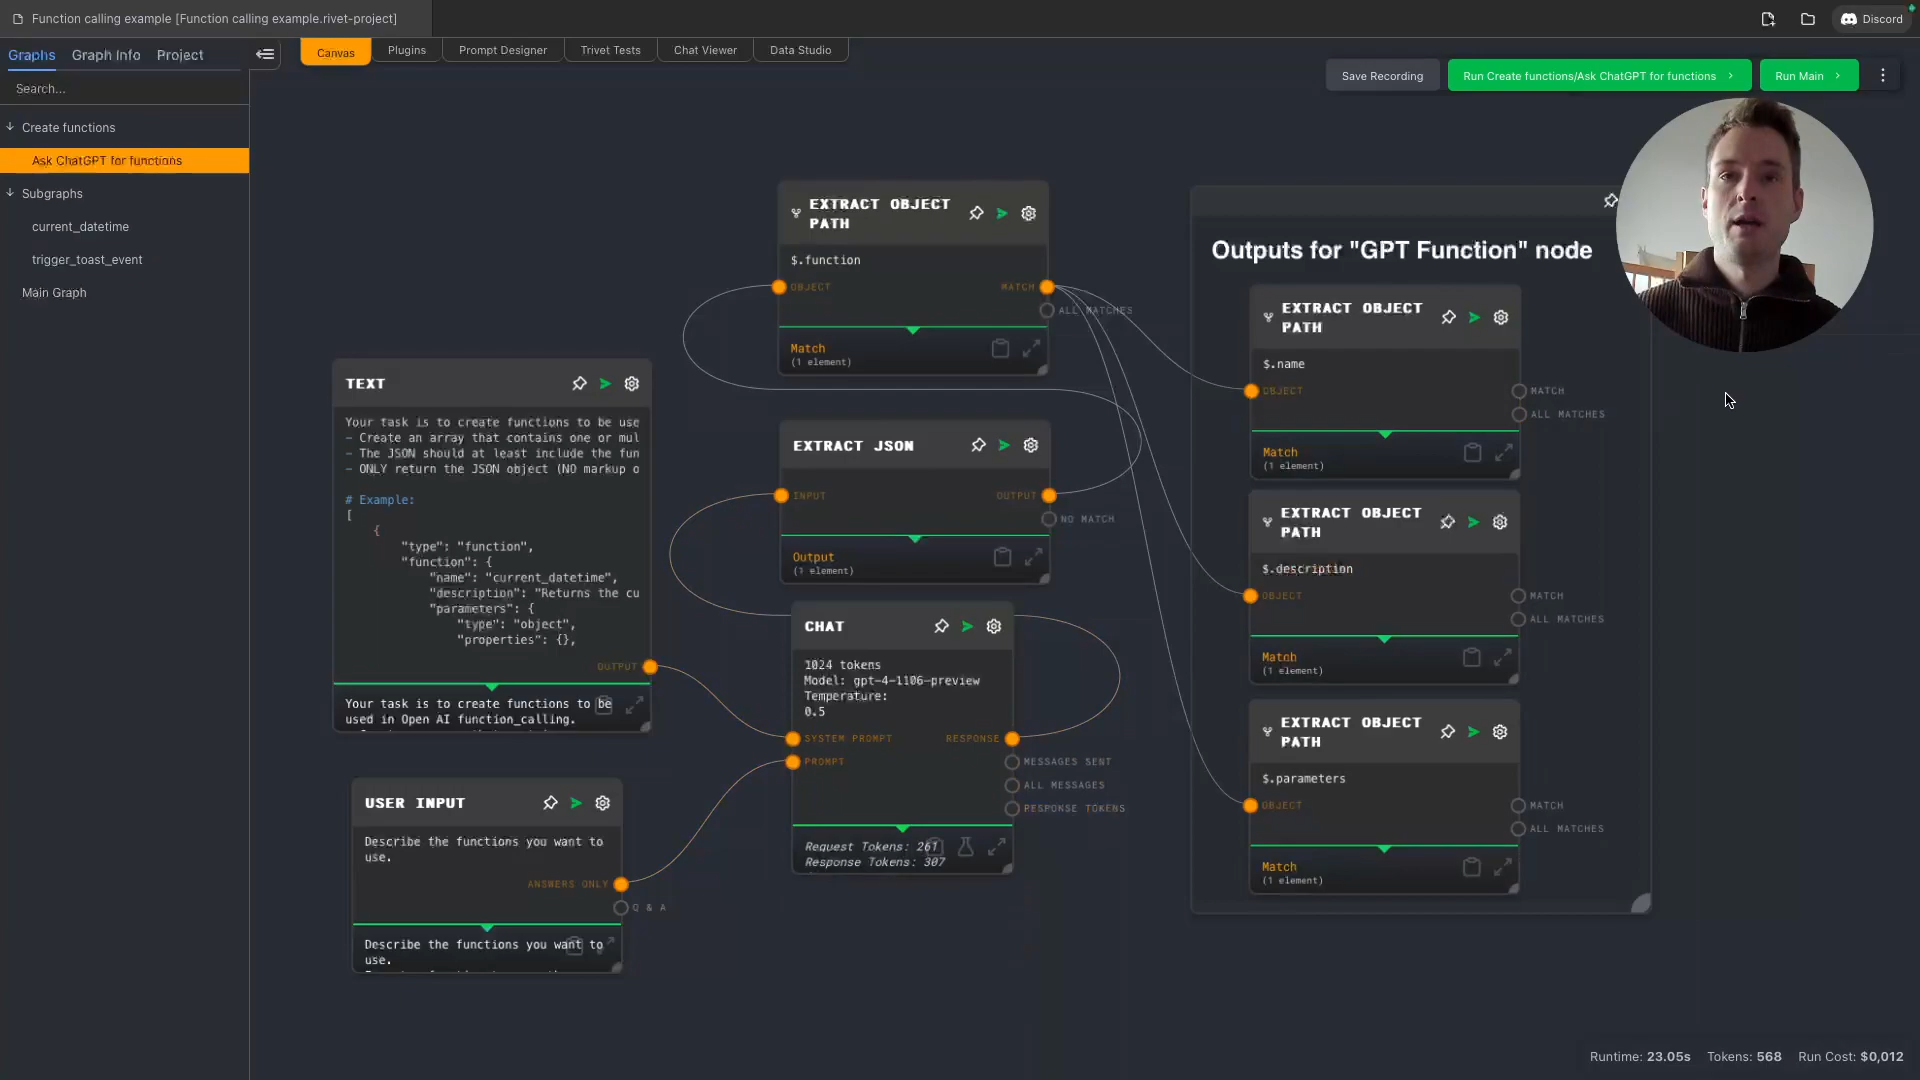 Function calling example [Function calling example.rivet-project]
Discord
Graphs
Graph Info
Project
Canvas
Plugins
Prompt Designer
Trivet Tests
Chat Viewer
Data Studio
Save Recording
Run Create functions/Ask ChatGPT for functions
Run Main
Search...
Create functions
Ask ChatGPT for functions
Subgraphs
current_datetime
trigger_toast_event
Main Graph
TEXT
Your task is to create functions to be use
- Create an array that contains one or mul
- The JSON should at least include the fun
- ONLY return the JSON object (NO markup o
# Example:
[
{
"type": "function",
"function": {
"name": "current_datetime",
"description": "Returns the cu
"parameters": {
"type": "object",
"properties": {},
OUTPUT
Your task is to create functions to be
used in Open AI function_calling.
USER INPUT
Describe the functions you want to
use.
ANSWERS ONLY
Q & A
Describe the functions you want to
use.
EXTRACT OBJECT
PATH
$.function
OBJECT
MATCH
ALL MATCHES
Match
(1 element)
EXTRACT JSON
INPUT
OUTPUT
NO MATCH
Output
(1 element)
CHAT
1024 tokens
Model: gpt-4-1106-preview
Temperature:
0.5
SYSTEM PROMPT
RESPONSE
PROMPT
MESSAGES SENT
ALL MESSAGES
RESPONSE TOKENS
Request Tokens: 261
Response Tokens: 307
Outputs for "GPT Function" node
EXTRACT OBJECT
PATH
$.name
OBJECT
MATCH
ALL MATCHES
Match
(1 element)
EXTRACT OBJECT
PATH
$.description
OBJECT
MATCH
ALL MATCHES
Match
(1 element)
EXTRACT OBJECT
PATH
$.parameters
OBJECT
MATCH
ALL MATCHES
Match
(1 element)
Runtime: 23.05s
Tokens: 568
Run Cost: $0,012